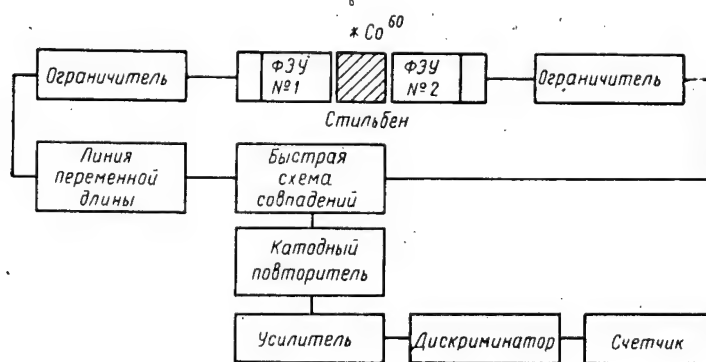 * Co⁶⁰
Ограничитель
ФЭУ
№1
ФЭУ
№2
Ограничитель
Стильбен
Линия
переменной
длины
Быстрая
схема
совпадений
Катодный
повторитель
Усилитель
Дискриминатор
Счетчик